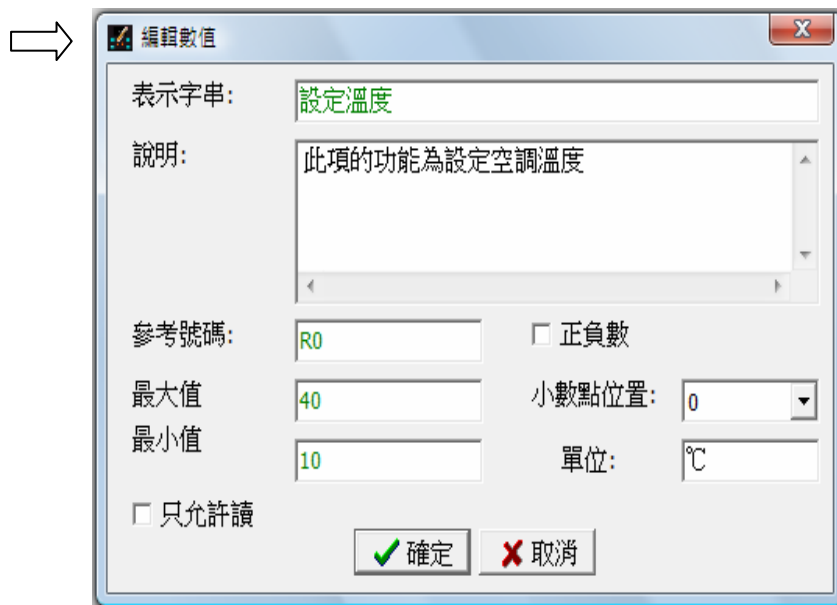 編輯數值
表示字串: 設定溫度
說明: 此項的功能為設定空調溫度
參考號碼: R0 正負數
最大值 40 小數點位置: 0
最小值 10 單位: ℃
只允許讀
確定 取消